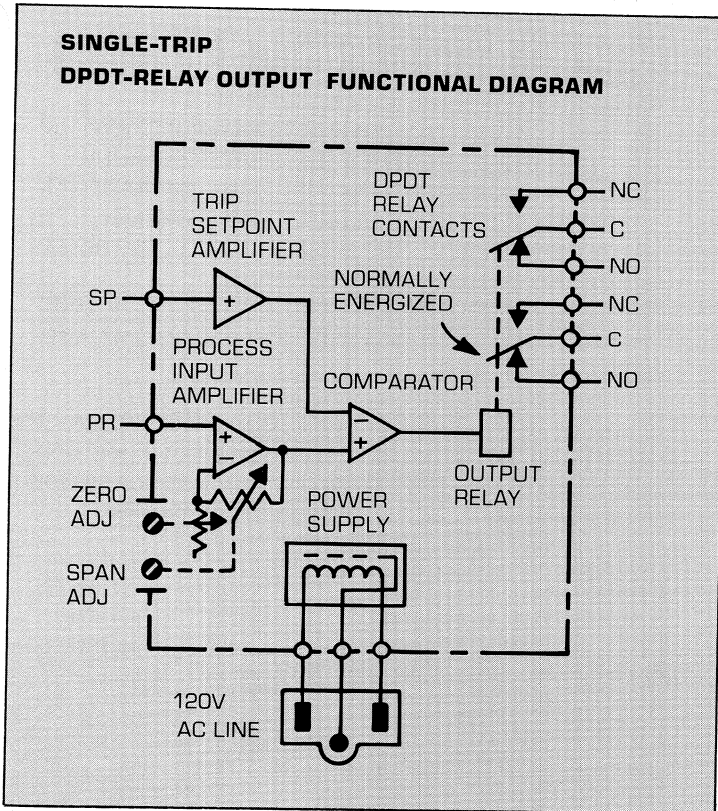 SINGLE-TRIP
DPDT-RELAY OUTPUT FUNCTIONAL DIAGRAM
DPDT
RELAY
CONTACTS
NC
C
NO
TRIP
SETPOINT
AMPLIFIER
+
SP
NORMALLY
ENERGIZED
NC
C
NO
PROCESS
INPUT
AMPLIFIER
+
−
PR
COMPARATOR
−
+
OUTPUT
RELAY
ZERO
ADJ
SPAN
ADJ
POWER
SUPPLY
120V
AC LINE